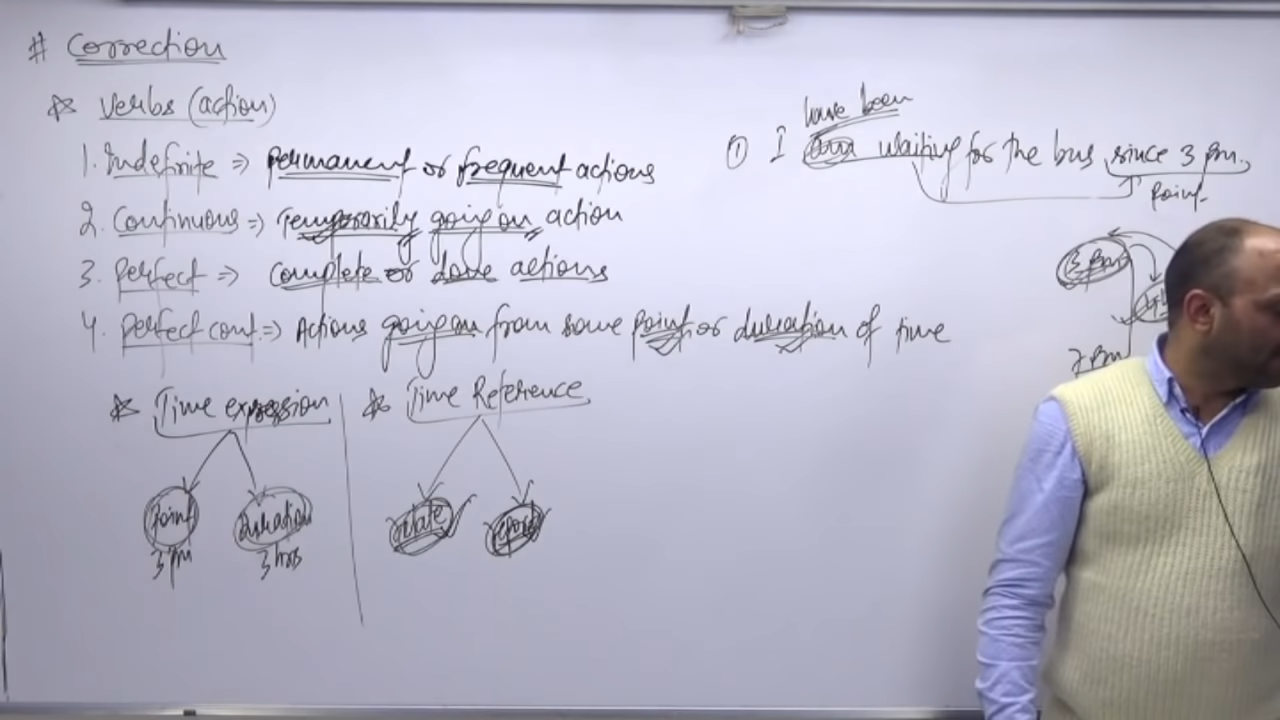 # Correction
☆ verbs (action)
1. Indefinite => permanent or frequent actions
2. Continuous => Temporarily going on action
3. perfect => complete or done actions
4. perfect cont. => Actions going on from some point or duration of time
☆ Time expression
☆ Time Reference
point
Duration
3 pm
3 hrs
have been
① I am waiting for the bus since 3 pm.
Point
3 pm
7 pm